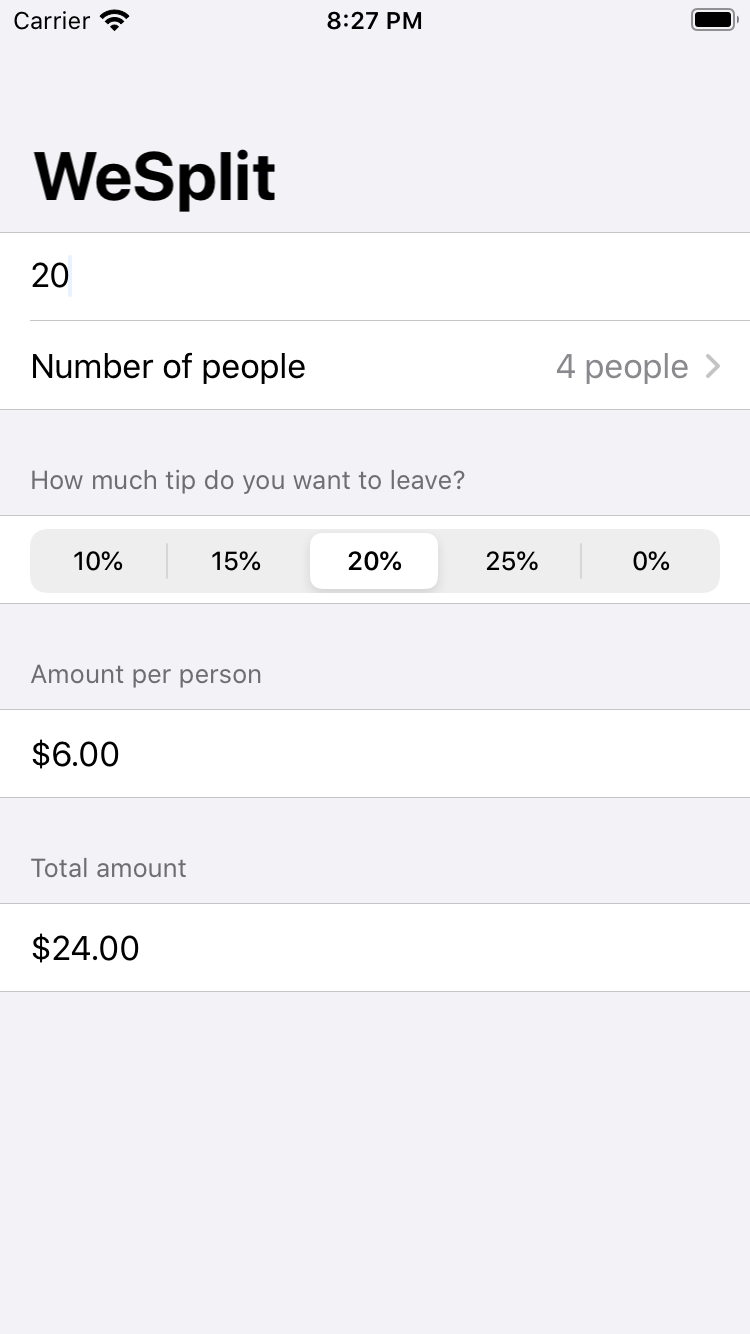 Carrier 8:27 PM
WeSplit
20
Number of people 4 people
How much tip do you want to leave?
10% 15% 20% 25% 0%
Amount per person
$6.00
Total amount
$24.00